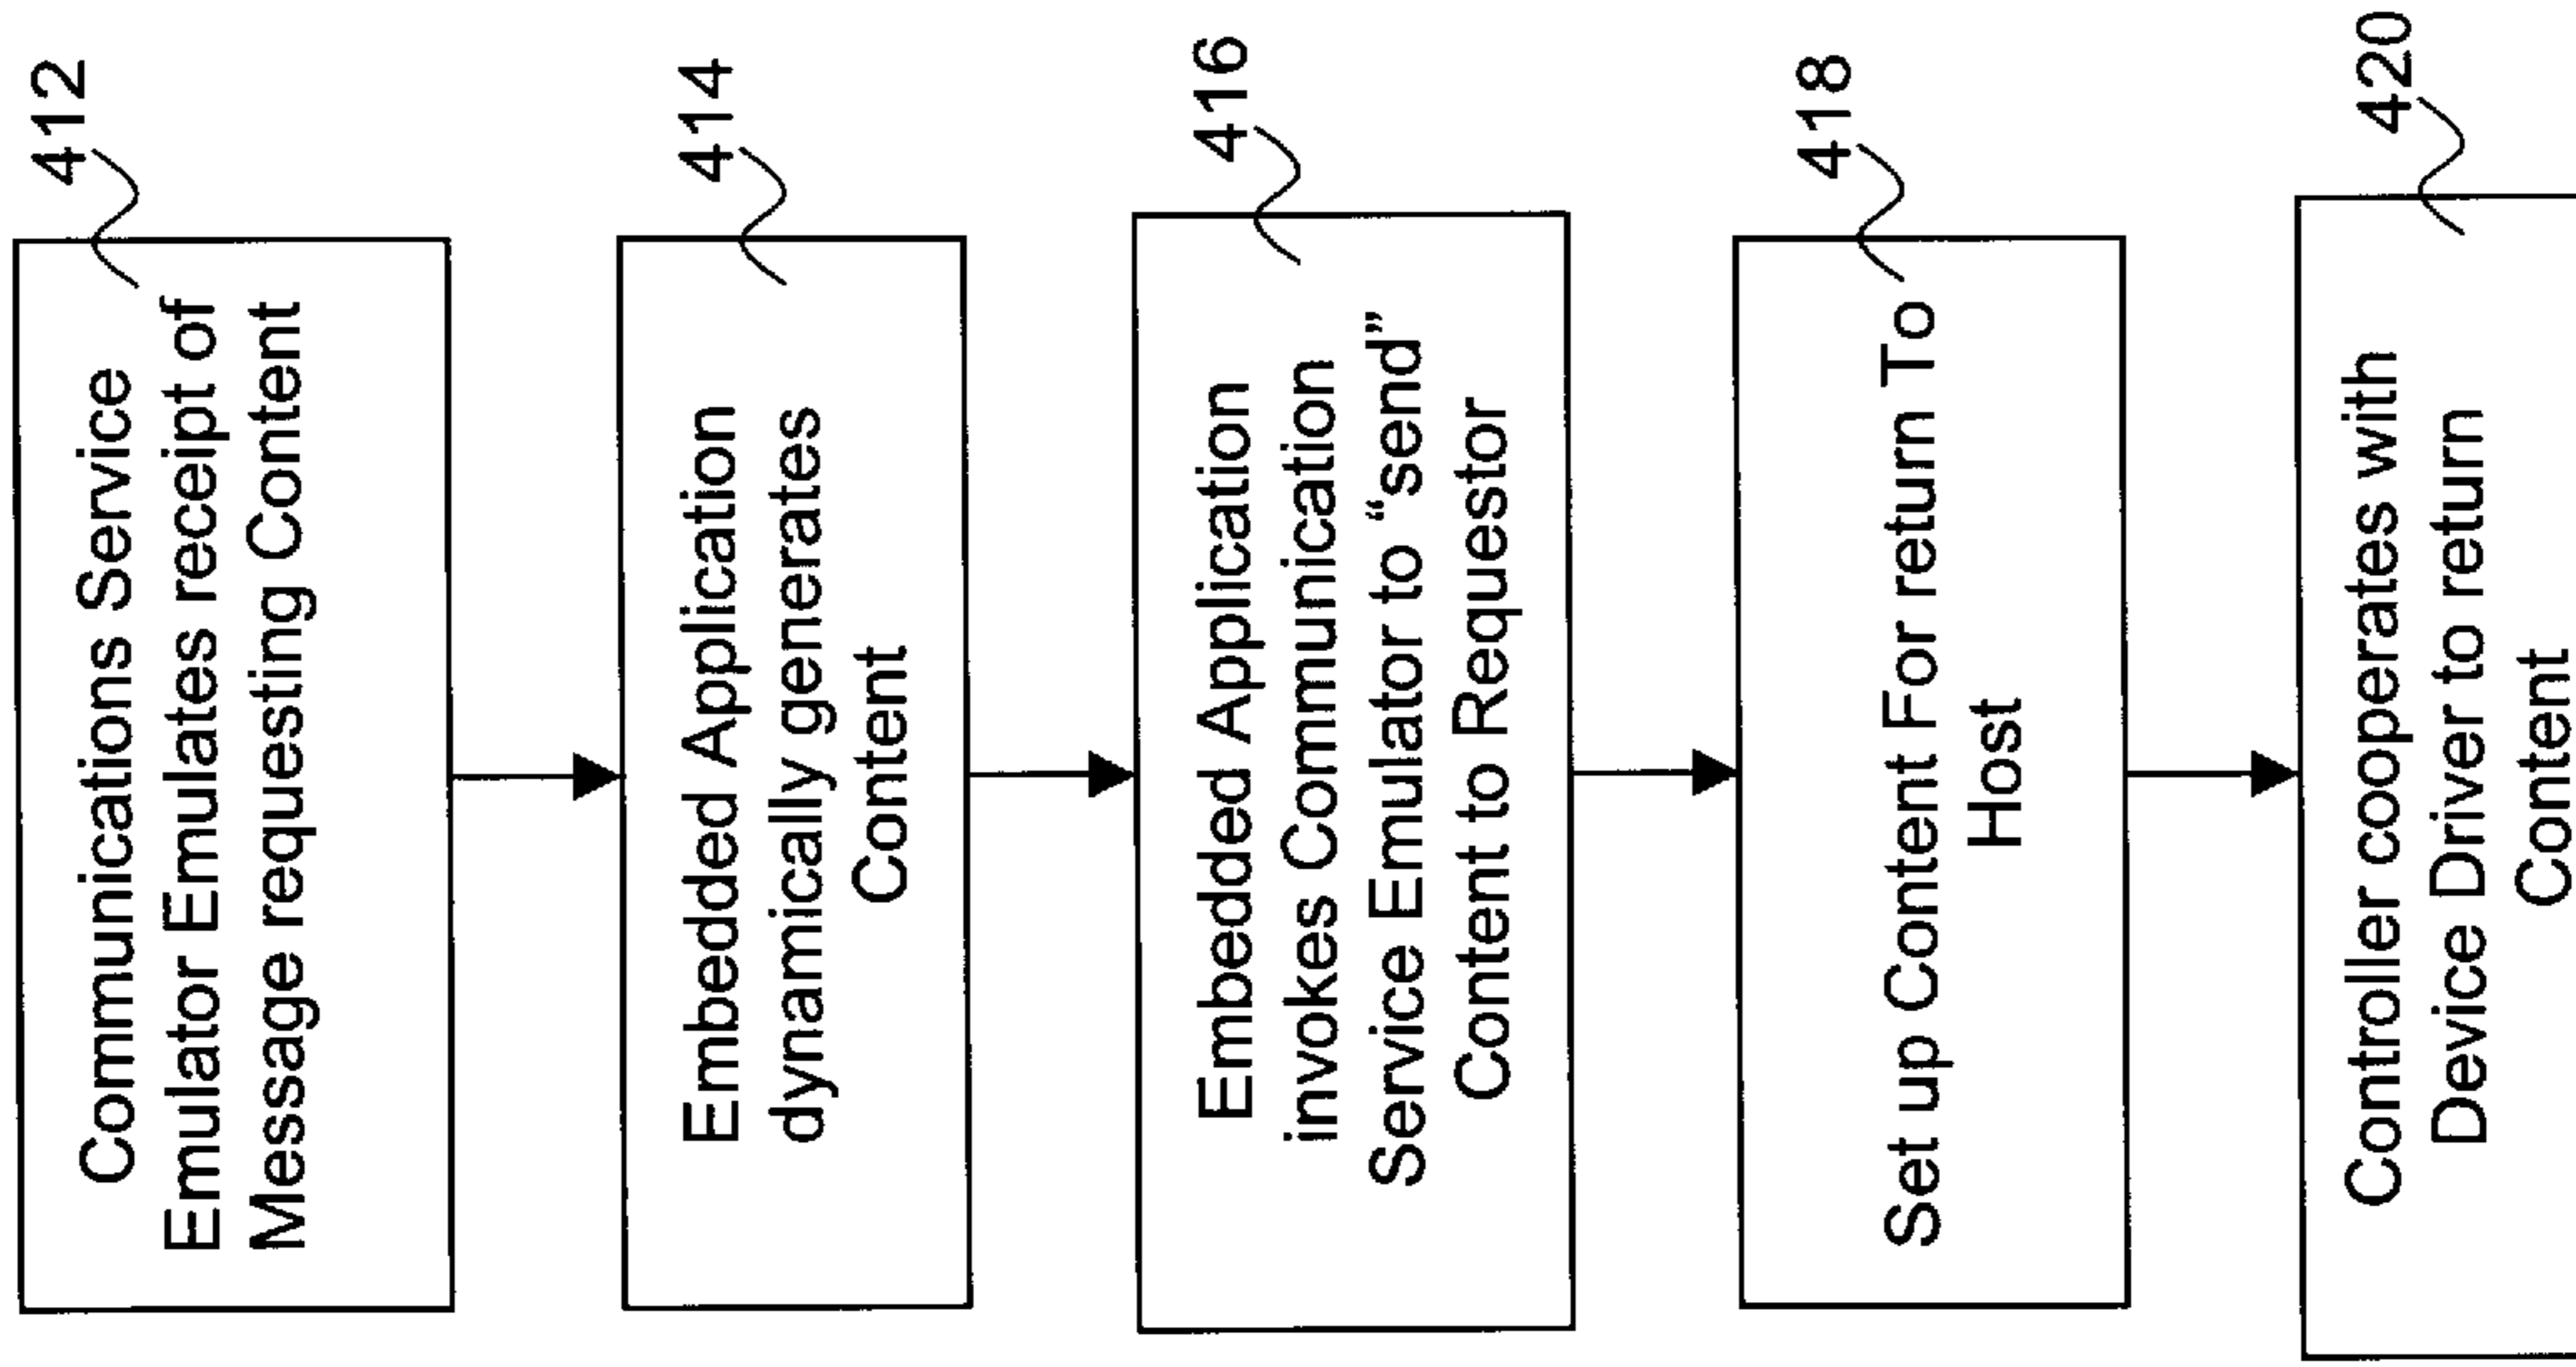 412
Communications Service
Emulator Emulates receipt of
Message requesting Content
414
Embedded Application
dynamically generates
Content
416
Embedded Application
invokes Communication
Service Emulator to “send”
Content to Requestor
418
Set up Content For return To
Host
420
Controller cooperates with
Device Driver to return
Content